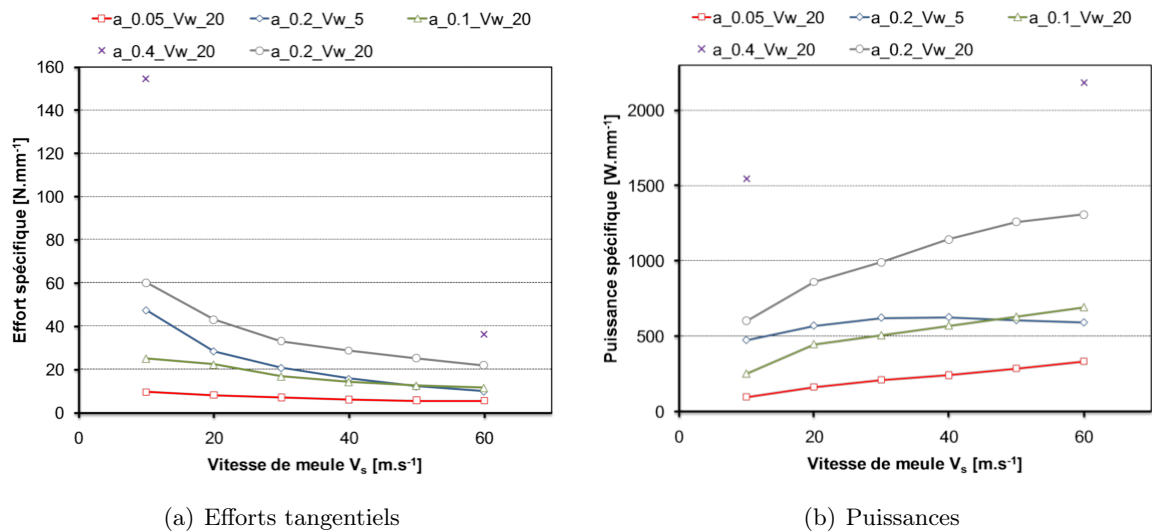 a_0.05_Vw_20 a_0.2_Vw_5 a_0.1_Vw_20
a_0.4_Vw_20 a_0.2_Vw_20
160
140
120
100
80
60
40
20
0
Effort spécifique [N.mm⁻¹]
0 20 40 60
Vitesse de meule Vₛ [m.s⁻¹]
(a) Efforts tangentiels
a_0.05_Vw_20 a_0.2_Vw_5 a_0.1_Vw_20
a_0.4_Vw_20 a_0.2_Vw_20
2000
1500
1000
500
0
Puissance spécifique [W.mm⁻¹]
0 20 40 60
Vitesse de meule Vₛ [m.s⁻¹]
(b) Puissances